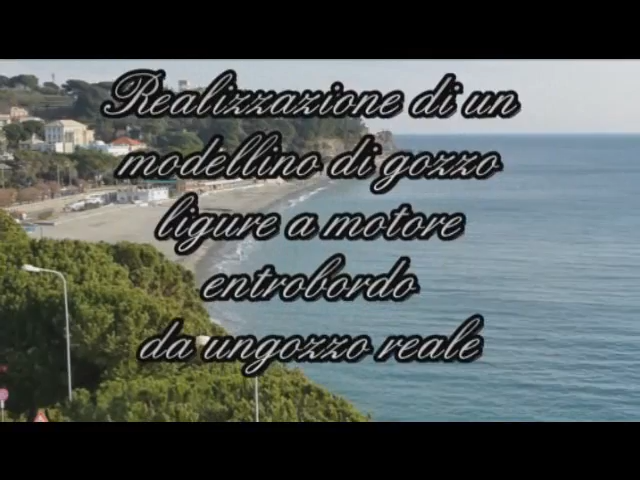 Realizzazione di un
modellino di gozzo
ligure a motore
entrobordo
da ungozzo reale